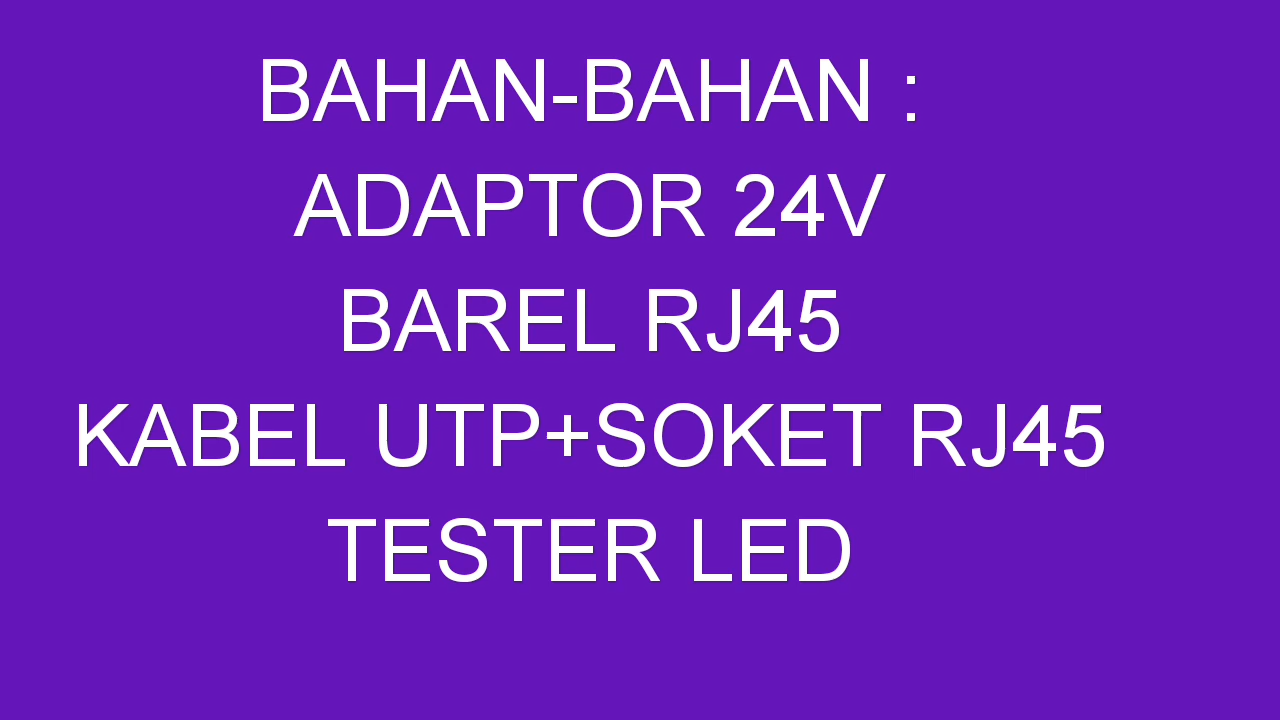 BAHAN-BAHAN :
ADAPTOR 24V
BAREL RJ45
KABEL UTP+SOKET RJ45
TESTER LED